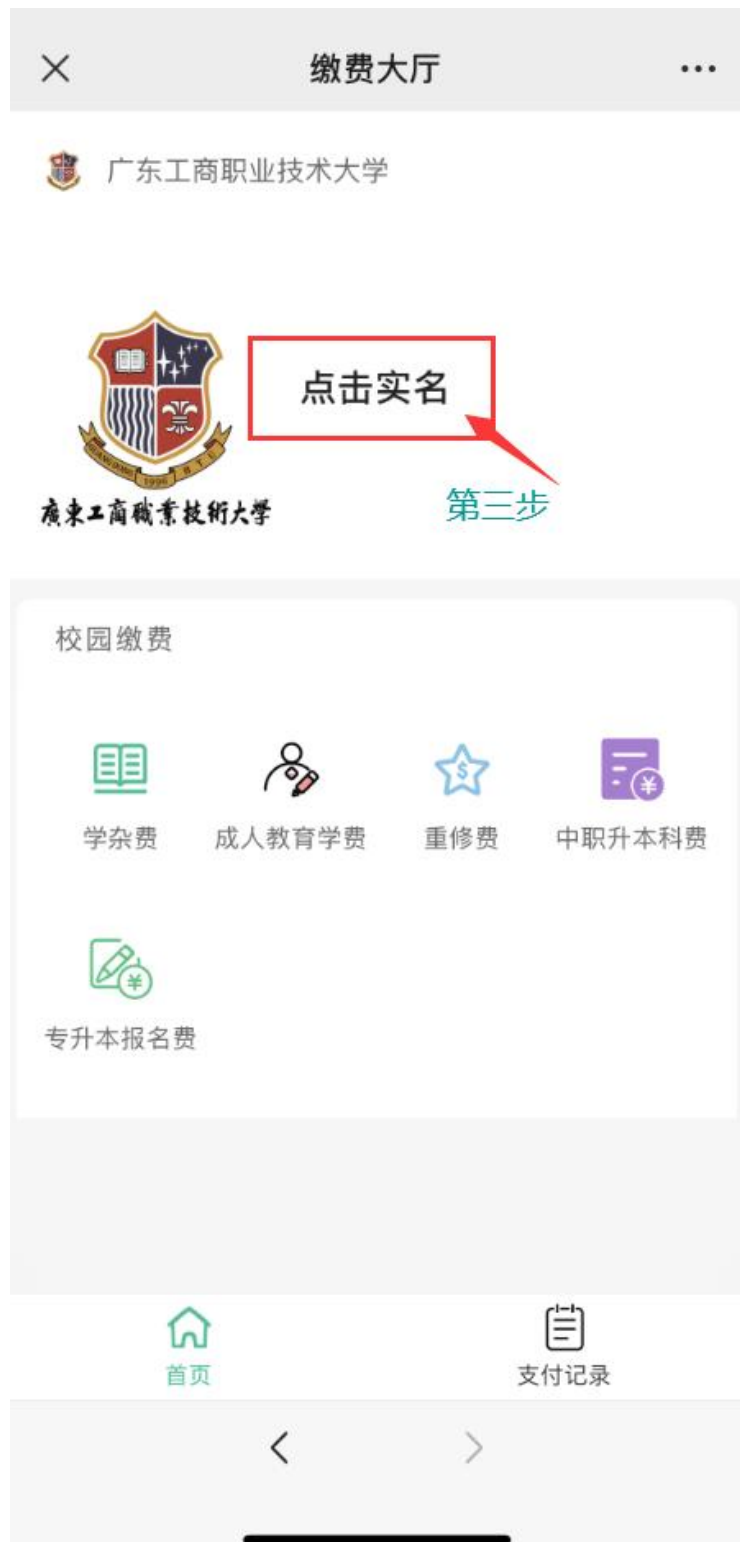 缴费大厅
广东工商职业技术大学
点击实名
第三步
1996
B T U
廣東工商職業技術大學
校园缴费
学杂费 成人教育学费 重修费 中职升本科费
专升本报名费
首页 支付记录